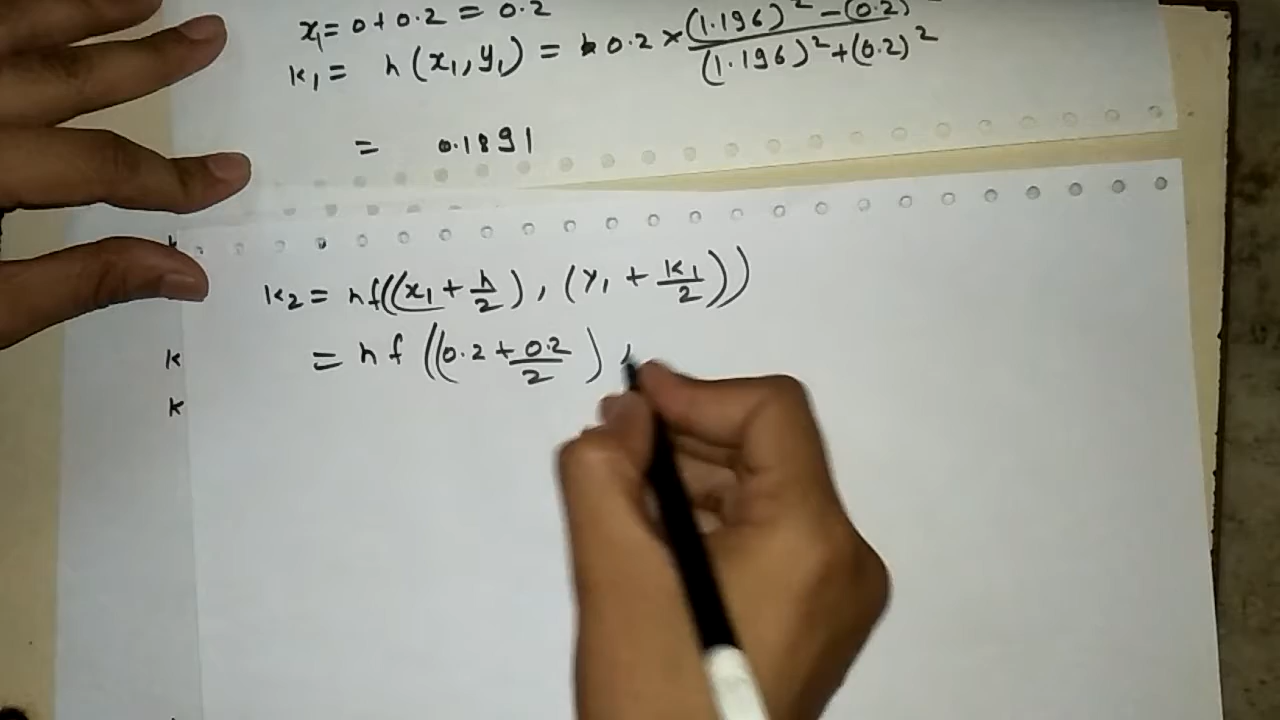 x₁ = 0 + 0.2 = 0.2
k₁ = h(x₁, y₁) = 0.2 × ((1.196)² - (0.2)²) / ((1.196)² + (0.2)²)
= 0.1891
k₂ = hf((x₁ + h/2), (y₁ + k₁/2))
= hf((0.2 + 0.2/2),
k
k